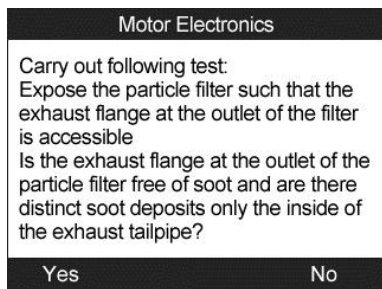 Motor Electronics
Carry out following test:
Expose the particle filter such that the
exhaust flange at the outlet of the filter
is accessible
Is the exhaust flange at the outlet of the
particle filter free of soot and are there
distinct soot deposits only the inside of
the exhaust tailpipe?
Yes No